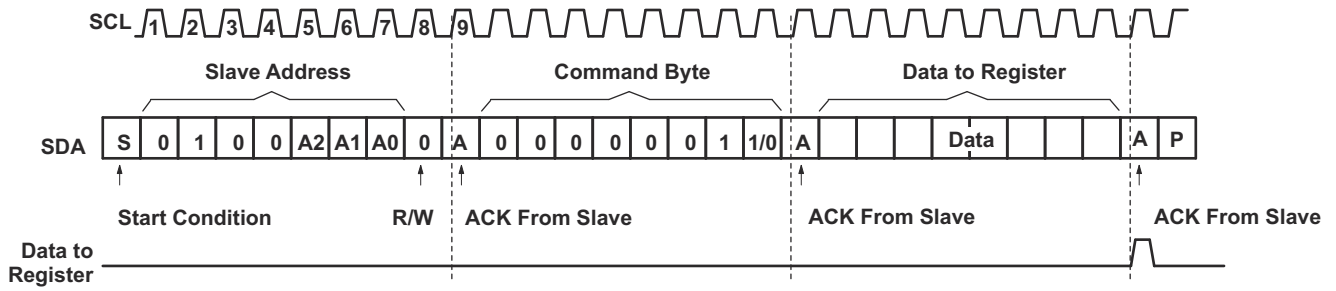 SCL 1 2 3 4 5 6 7 8 9
Slave Address Command Byte Data to Register
SDA S 0 1 0 0 A2 A1 A0 0 A 0 0 0 0 0 0 1 1/0 A Data A P
Start Condition R/W ACK From Slave ACK From Slave ACK From Slave
Data to
Register